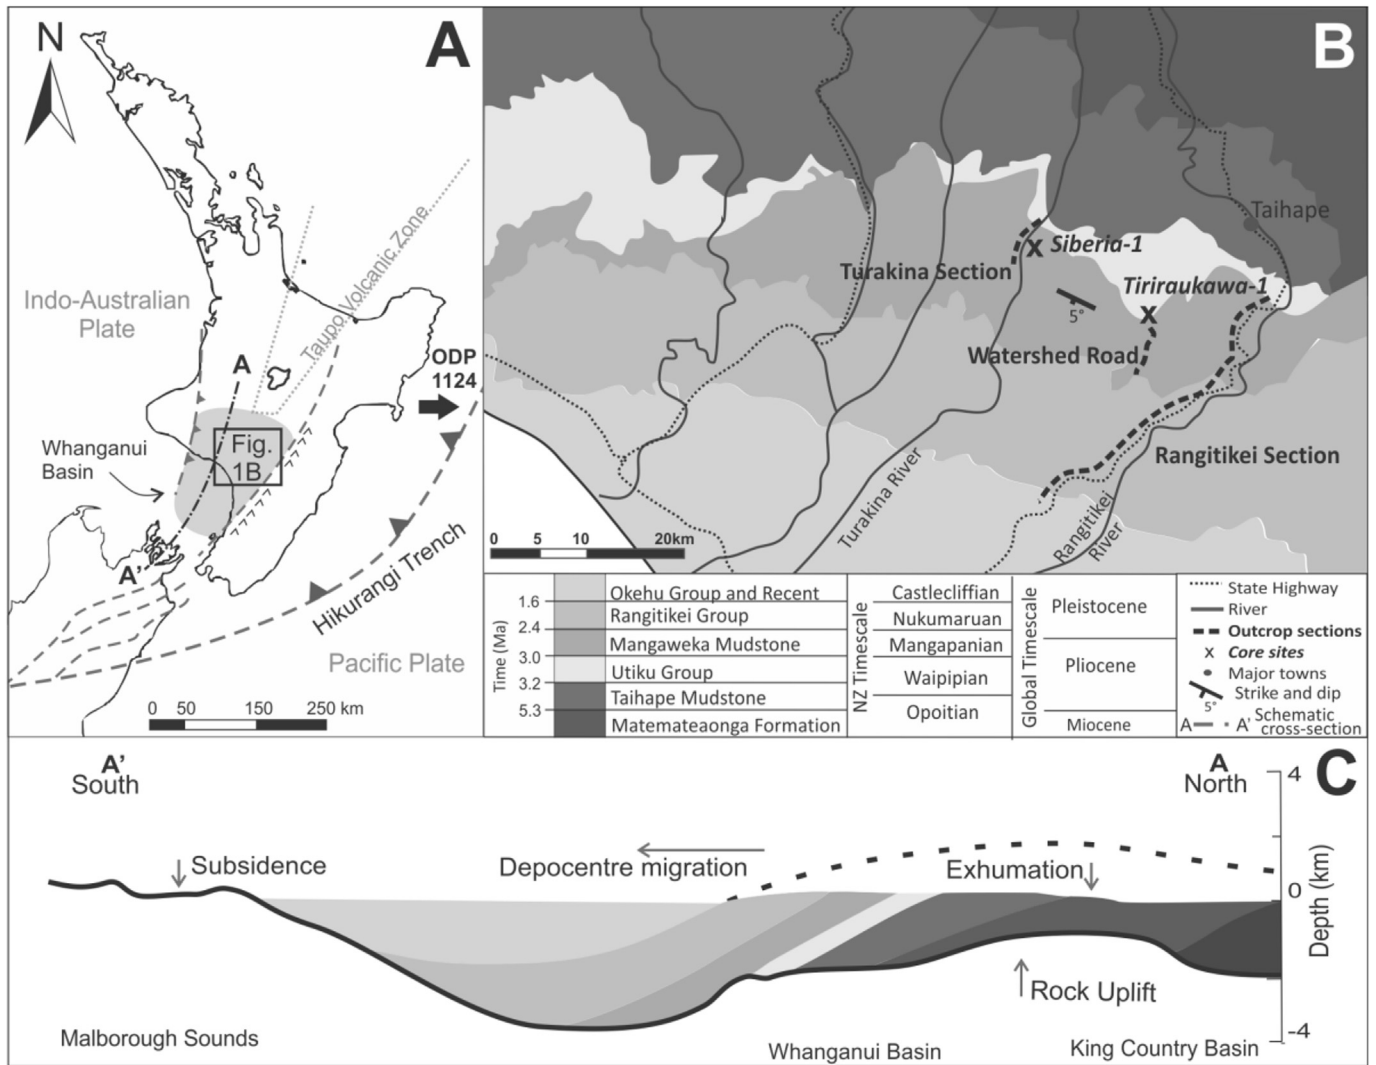 A
N
Indo-Australian
Plate
Taupo Volcanic Zone
ODP
1124
A
Whanganui
Basin
Fig.
1B
A'
Hikurangi Trench
Pacific Plate
0 50 150 250 km
B
Taihape
Siberia-1
Turakina Section
Tiriraukawa-1
5°
Watershed Road
Rangitikei Section
Turakina River
Rangitikei
River
0 5 10 20km
Time (Ma)
1.6
2.4
3.0
3.2
5.3
Okehu Group and Recent
Rangitikei Group
Mangaweka Mudstone
Utiku Group
Taihape Mudstone
Matemateaonga Formation
NZ Timescale
Castlecliffian
Nukumaruan
Mangapanian
Waipipian
Opoitian
Global Timescale
Pleistocene
Pliocene
Miocene
State Highway
River
Outcrop sections
x Core sites
Major towns
Strike and dip
5°
A A' Schematic
cross-section
C
A'
South
A
North
Subsidence
Depocentre migration
Exhumation
Rock Uplift
4
0
-4
Depth (km)
Malborough Sounds
Whanganui Basin
King Country Basin